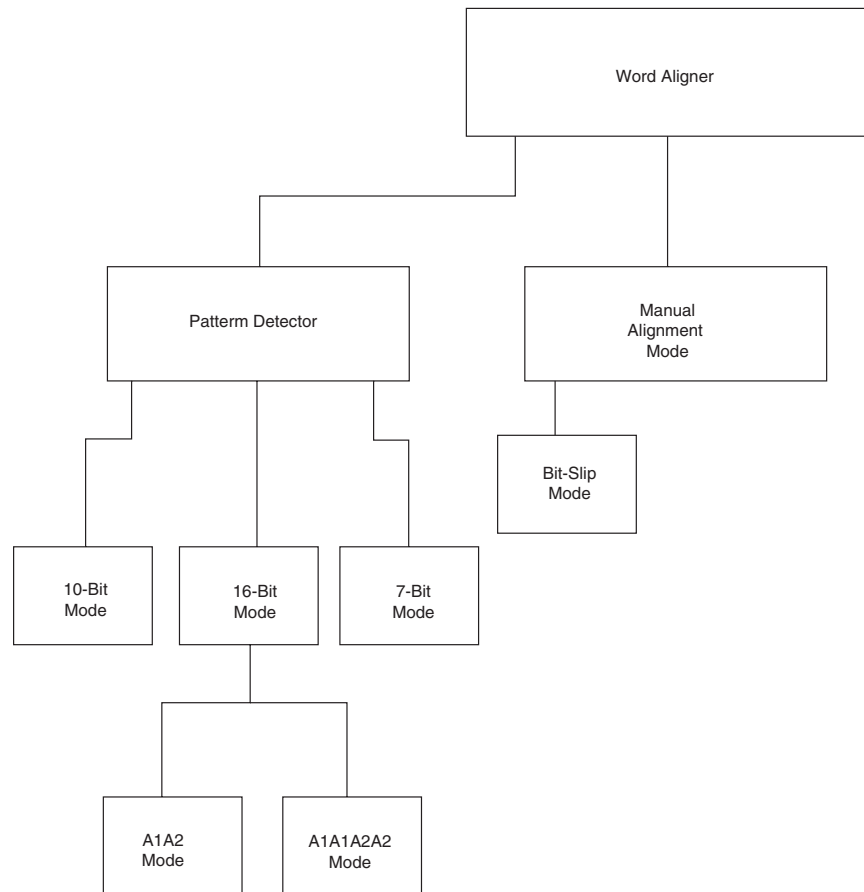 Word Aligner
Patterm Detector
Manual
Alignment
Mode
Bit-Slip
Mode
10-Bit
Mode
16-Bit
Mode
7-Bit
Mode
A1A2
Mode
A1A1A2A2
Mode